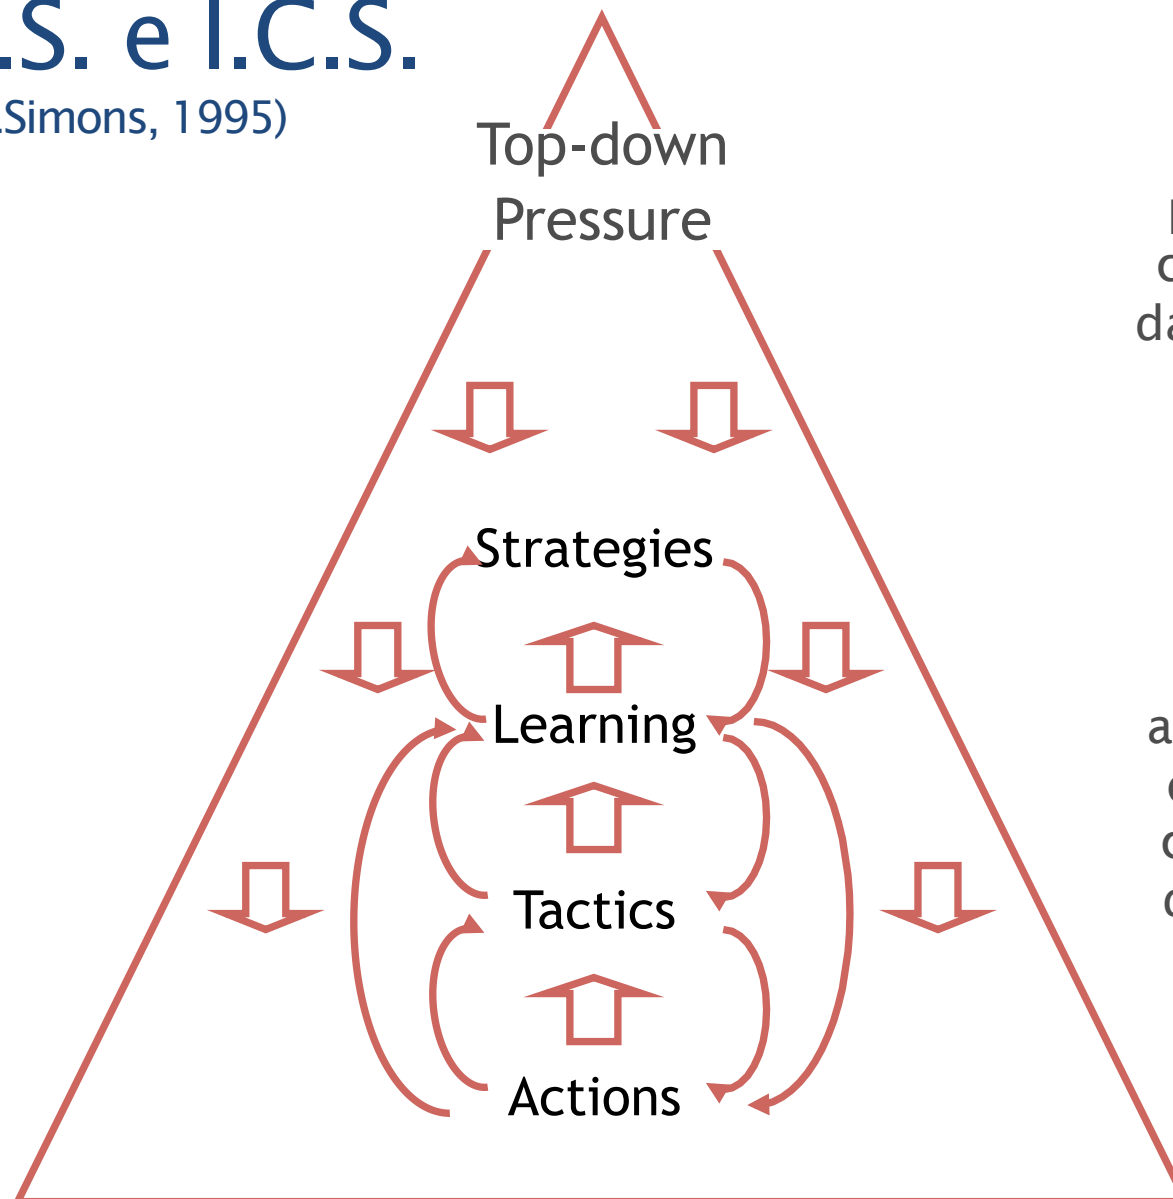 .S. e I.C.S.
.Simons, 1995)
Top-down
Pressure
Strategies
Learning
Tactics
Actions